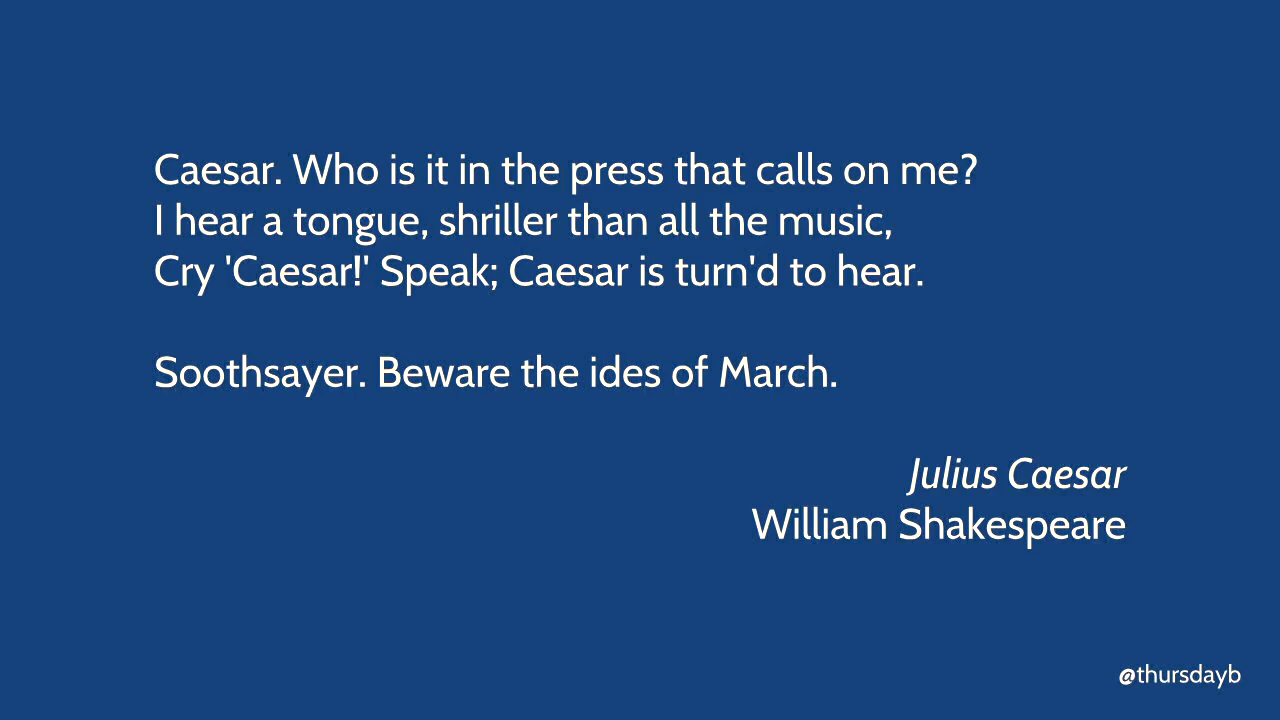 Caesar. Who is it in the press that calls on me?
I hear a tongue, shriller than all the music,
Cry 'Caesar!' Speak; Caesar is turn'd to hear.
Soothsayer. Beware the ides of March.
Julius Caesar
William Shakespeare
@thursdayb